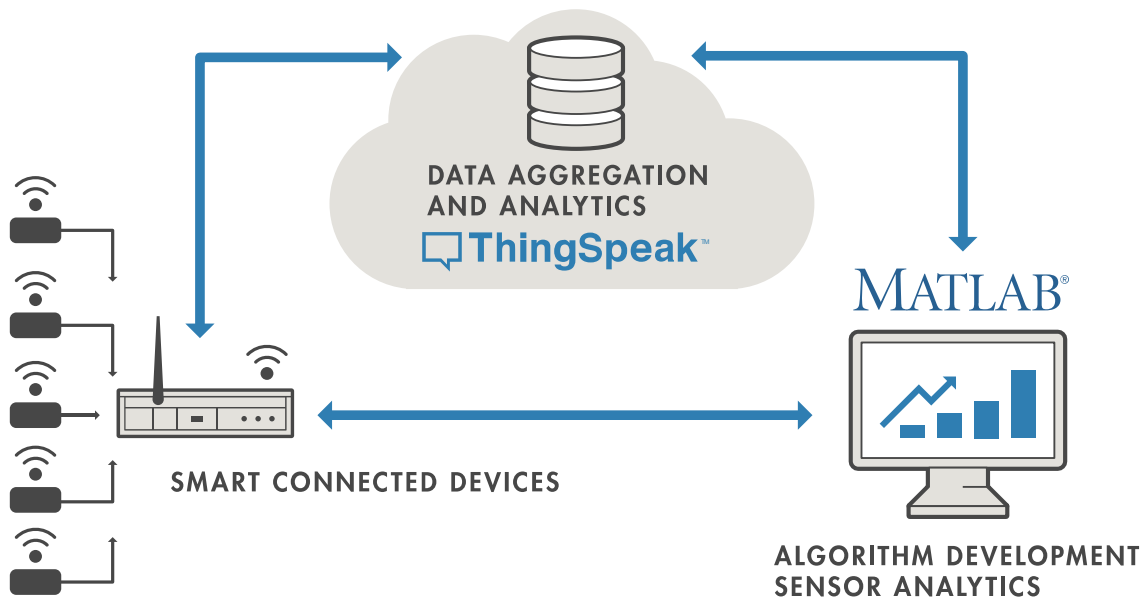 DATA AGGREGATION
AND ANALYTICS
ThingSpeak™
MATLAB®
SMART CONNECTED DEVICES
ALGORITHM DEVELOPMENT
SENSOR ANALYTICS